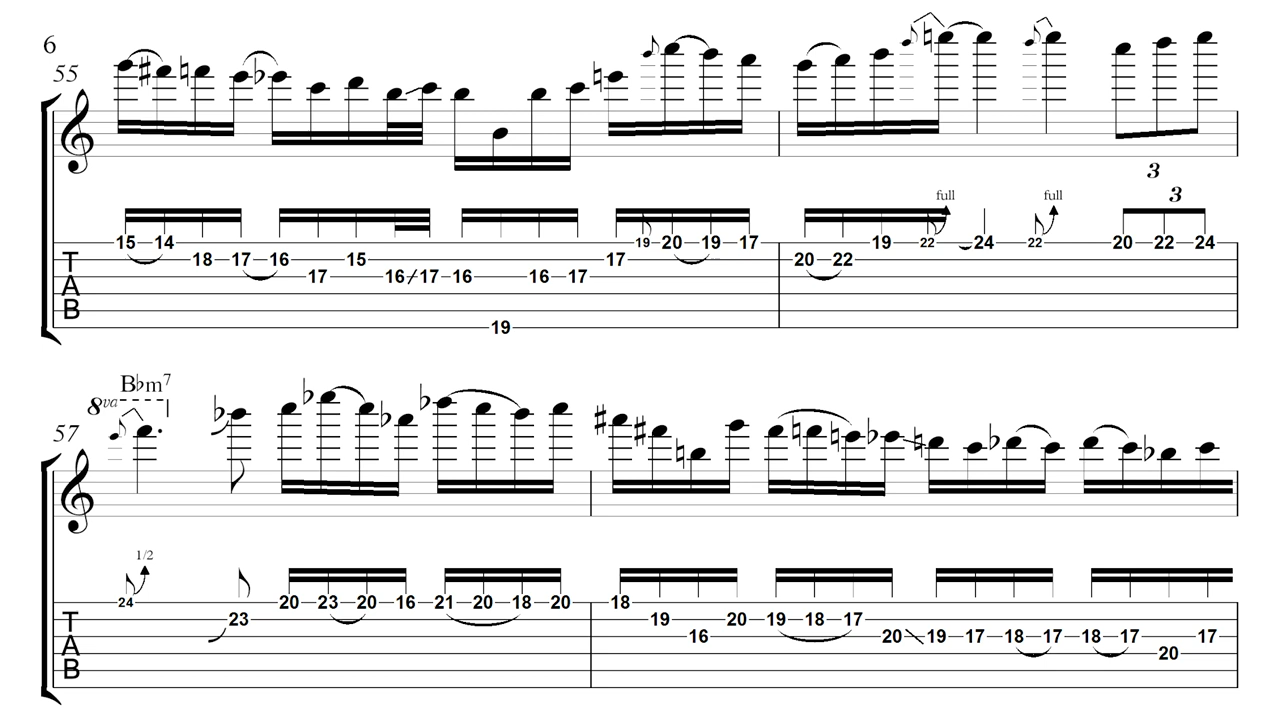 6
55
3
full full 3
15 14 19 20 19 17 19 22 24 22 20 22 24
18 17 16 15 17 20 22
17 16/17 16 16 17
19
T
A
B
B♭m7
8va
57
1/2
24 20 23 20 16 21 20 18 20 18
23 19 20 19 18 17
16 20 19 17 18 17 18 17 17
20
T
A
B